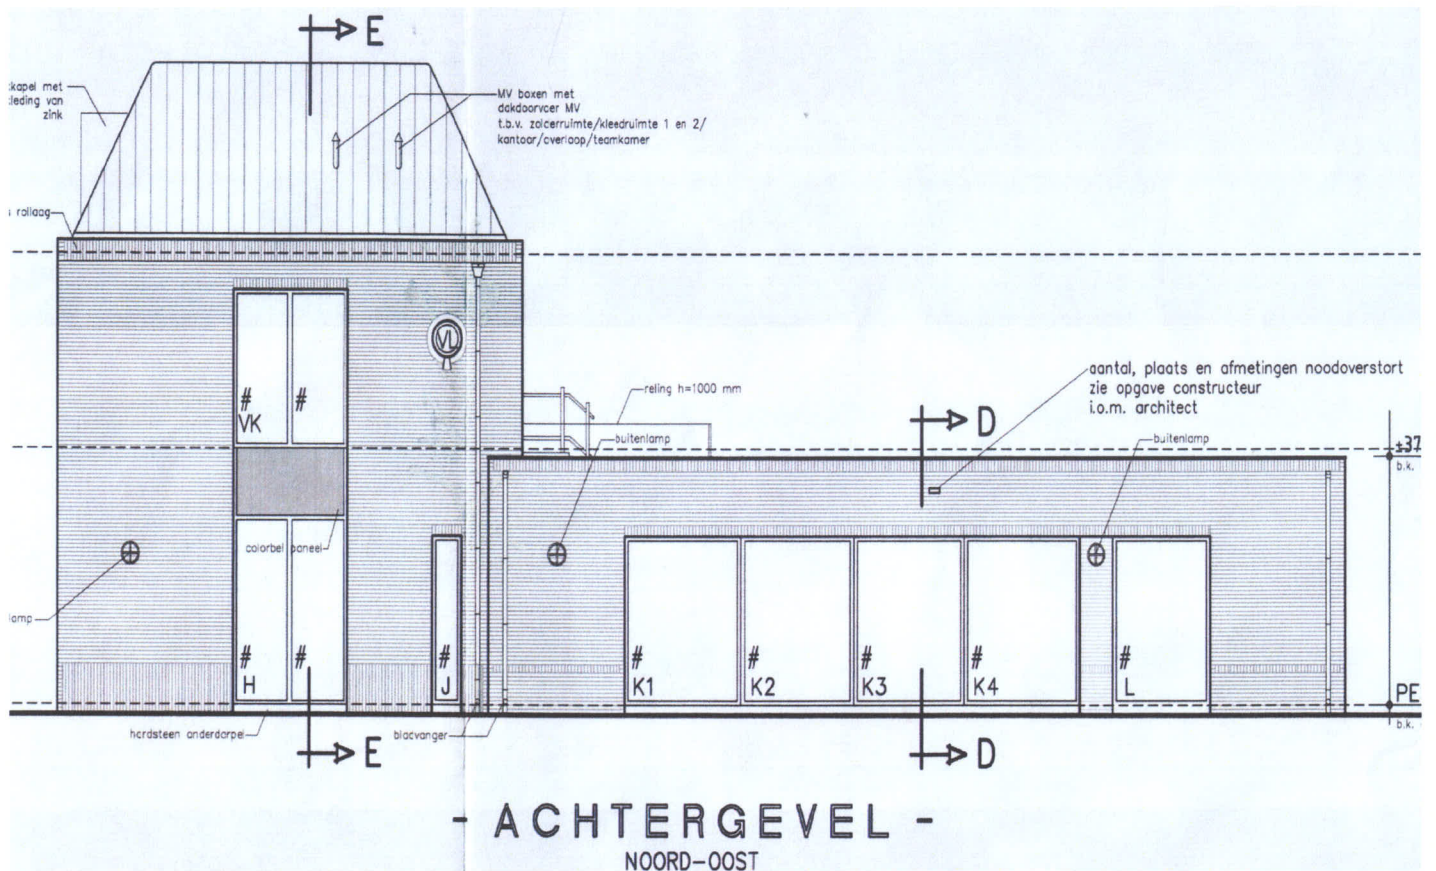 E
kapel met
leding van
zink
MV boxen met
dakdoorvoer MV
t.b.v. zolderruimte/kleedruimte 1 en 2/
kantoor/overloop/teamkamer
rollaag
VL
# #
VK
reling h=1000 mm
aantal, plaats en afmetingen noodoverstort
zie opgave constructeur
i.o.m. architect
D
buitenlamp
buitenlamp
±37
b.k.
colorbel paneel
lamp
# # # # # # # #
H J K1 K2 K3 K4 L
PE
b.k.
hardsteen onderdorpel
bladvanger
E
D
- ACHTERGEVEL -
NOORD-OOST